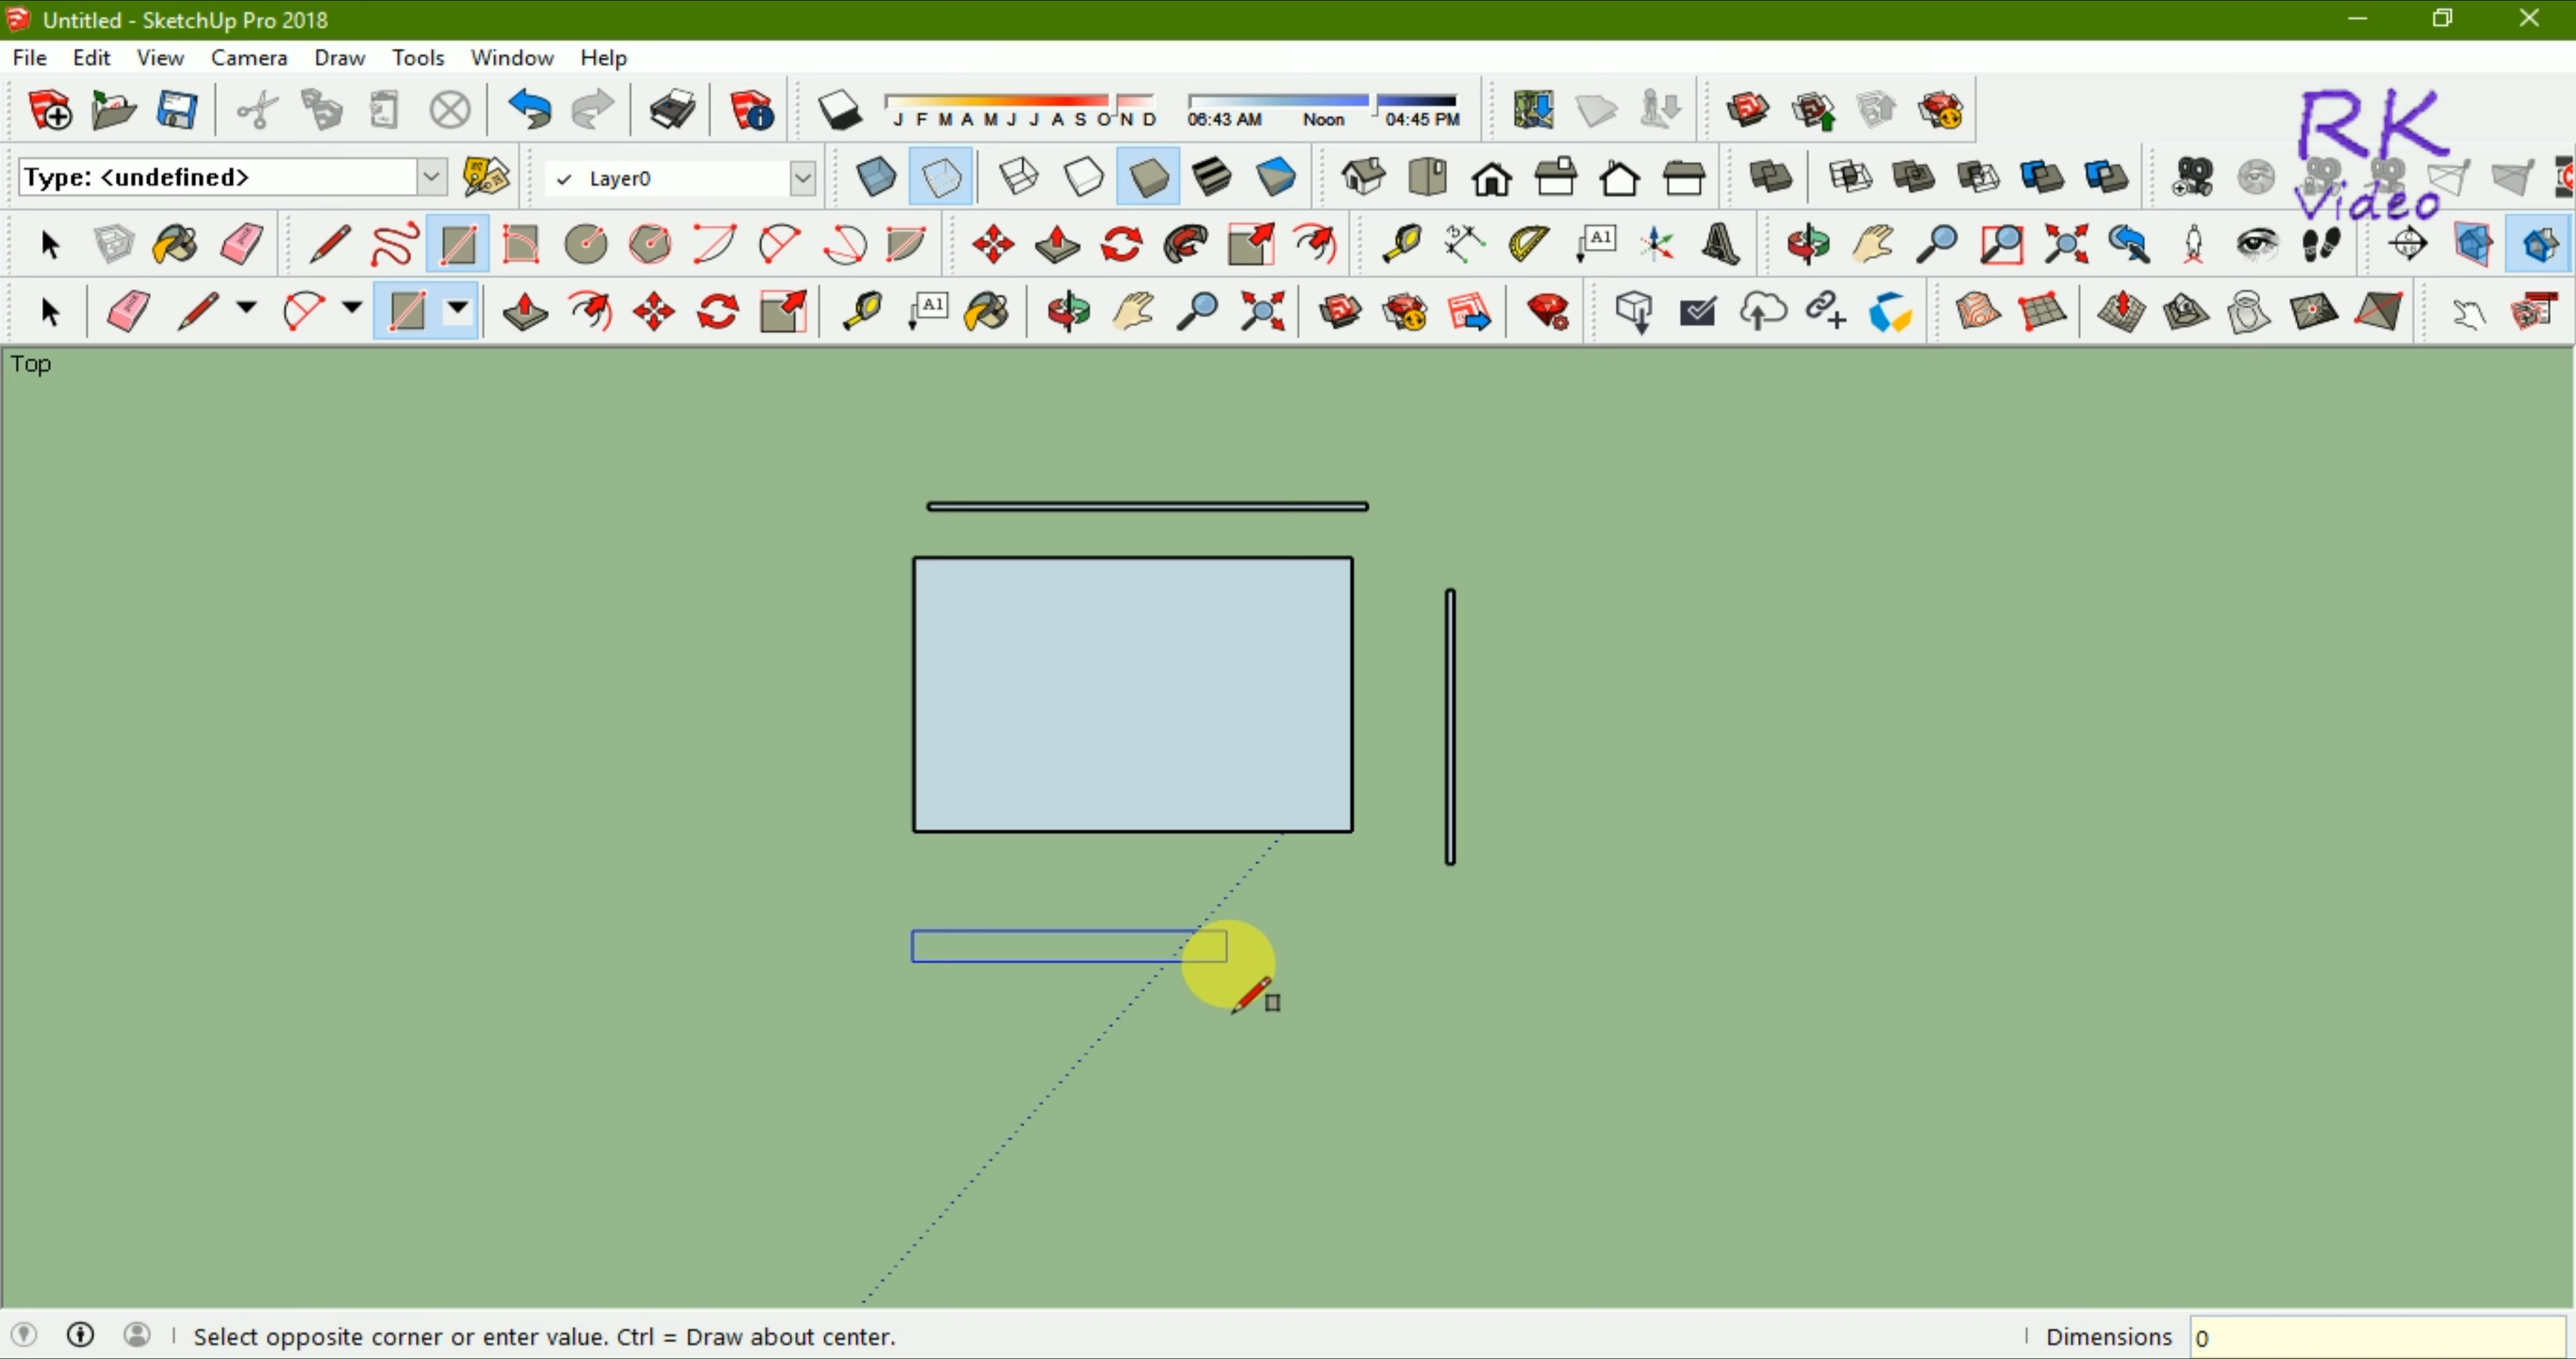 Untitled - SketchUp Pro 2018
File Edit View Camera Draw Tools Window Help
J F M A M J J A S O N D
06:43 AM Noon 04:45 PM
RK
Video
Type: <undefined>
Layer0
A1
A1
Top
Select opposite corner or enter value. Ctrl = Draw about center.
Dimensions 0